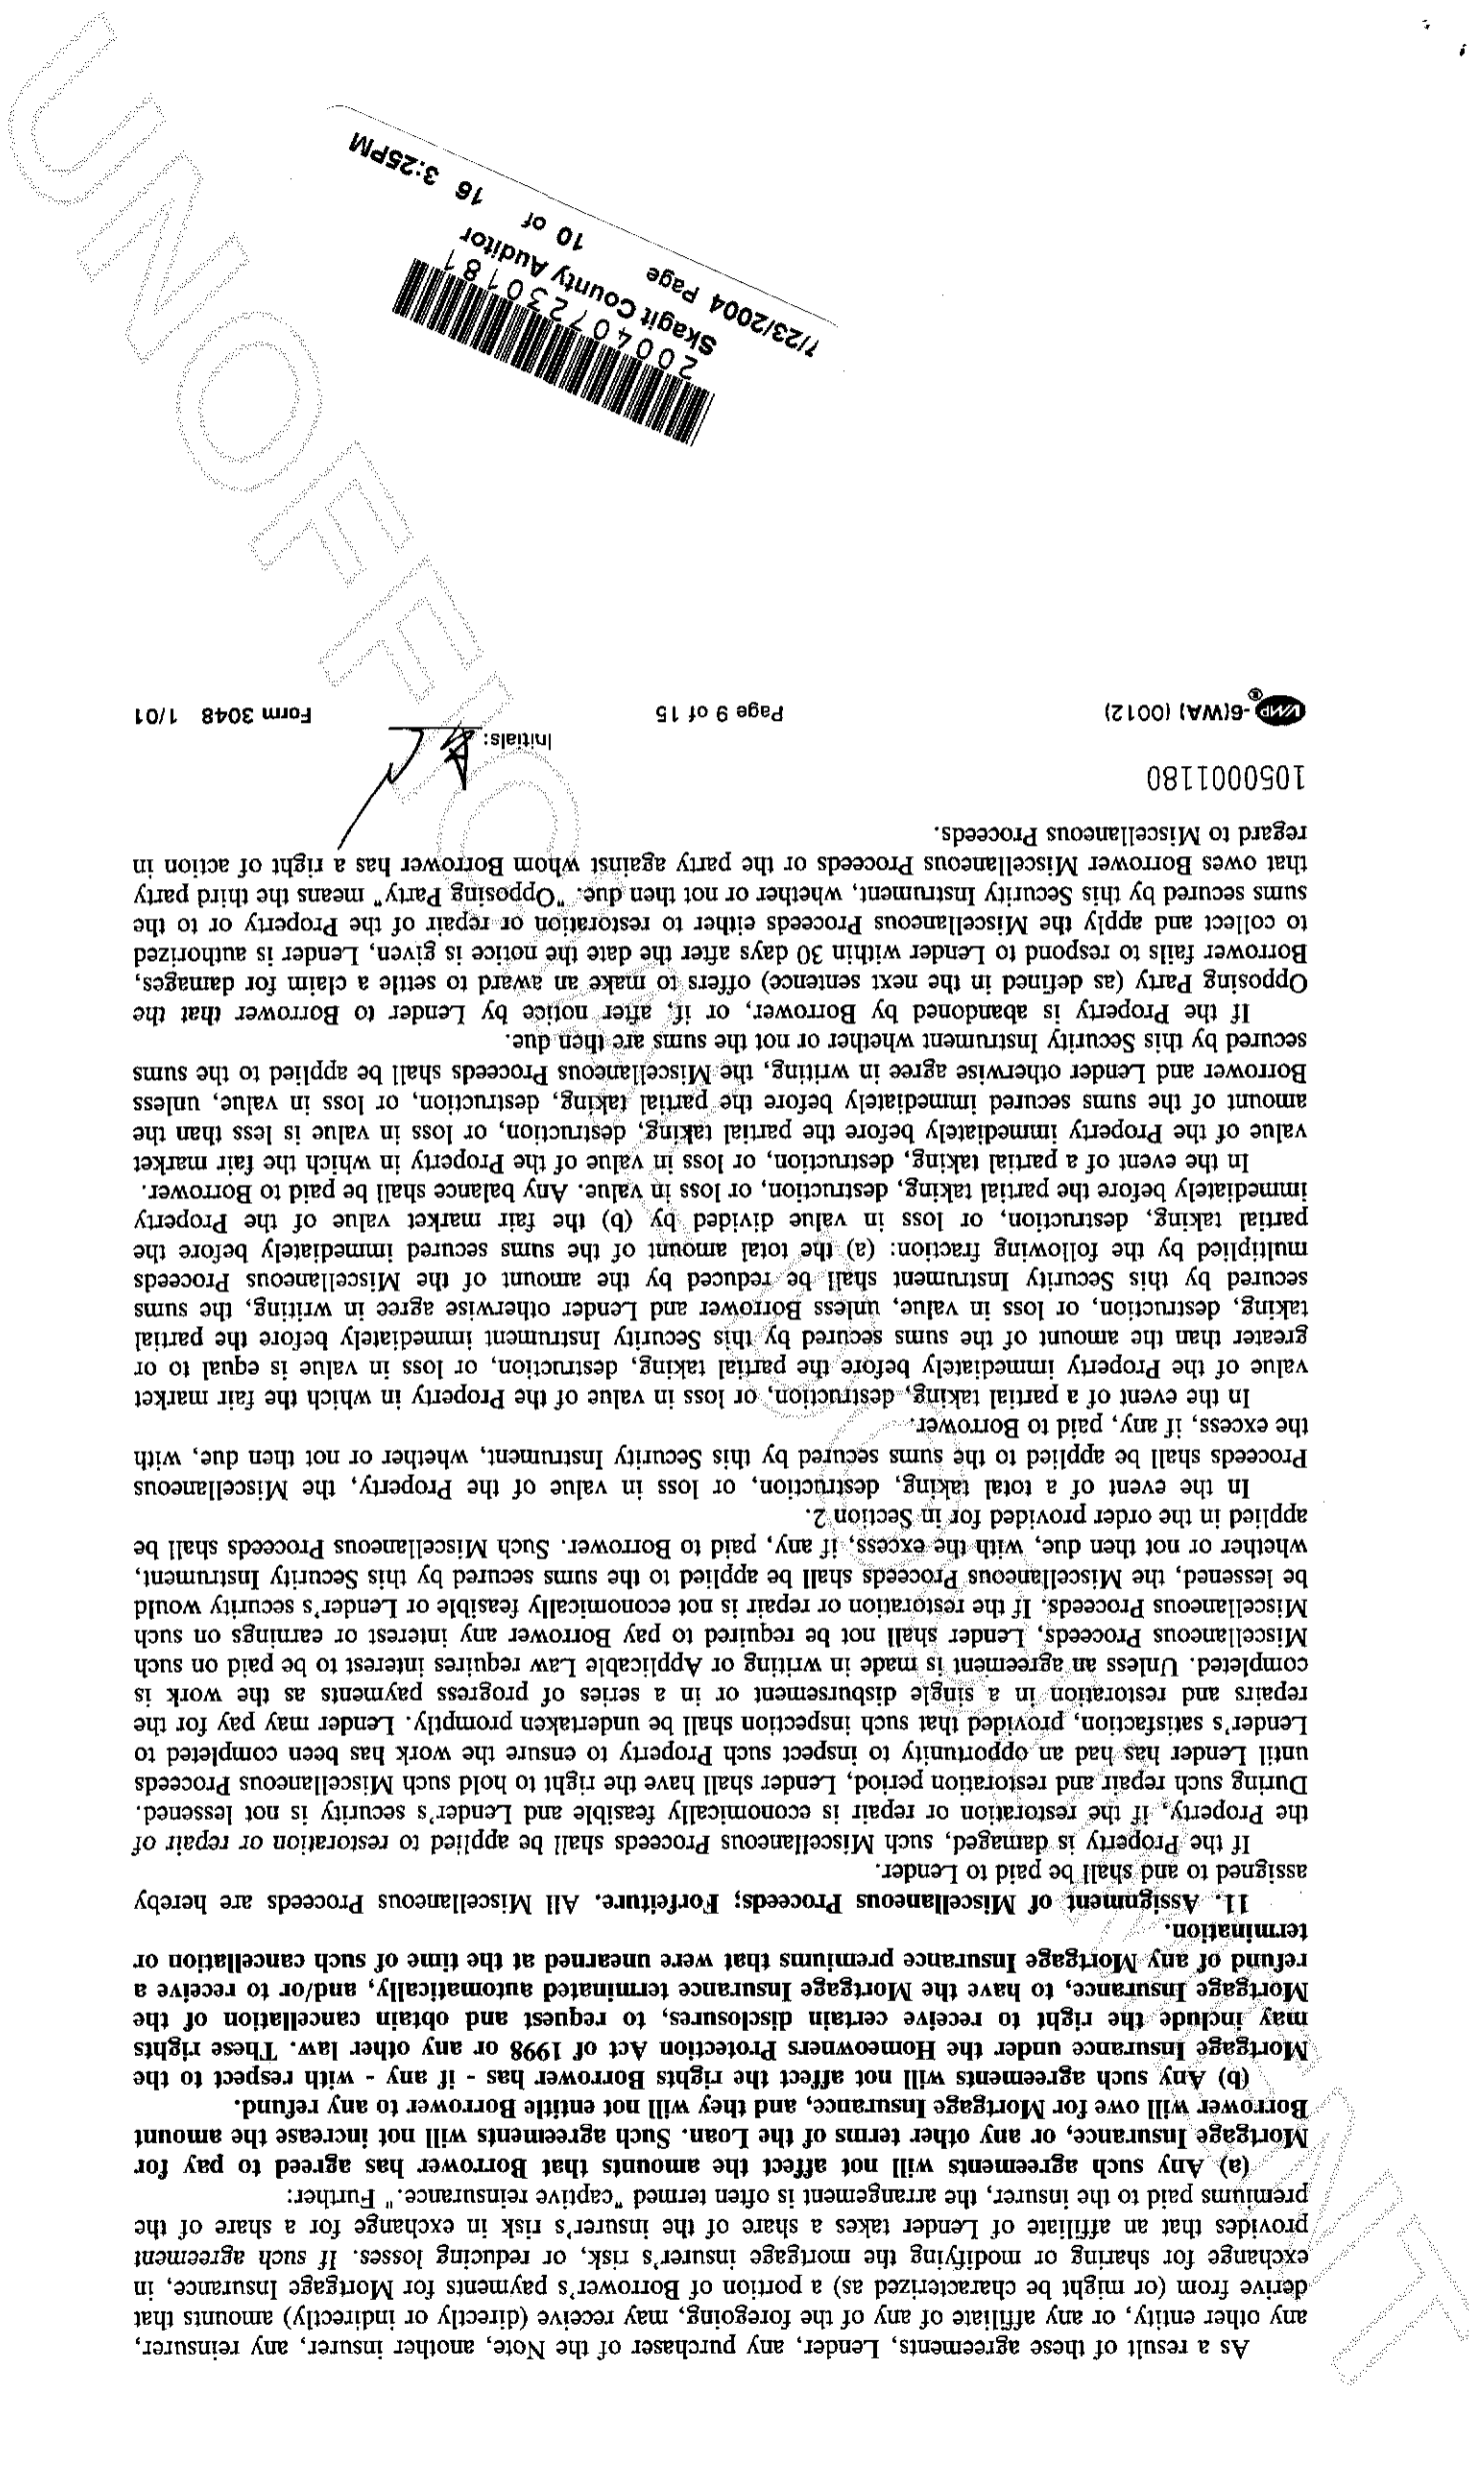 As a result of these agreements, Lender, any purchaser of the Note, another insurer, any reinsurer,
any other entity, or any affiliate of any of the foregoing, may receive (directly or indirectly) amounts that
derive from (or might be characterized as) a portion of Borrower's payments for Mortgage Insurance, in
exchange for sharing or modifying the mortgage insurer's risk, or reducing losses. If such agreement
provides that an affiliate of Lender takes a share of the insurer's risk in exchange for a share of the
premiums paid to the insurer, the arrangement is often termed "captive reinsurance." Further:
(a) Any such agreements will not affect the amounts that Borrower has agreed to pay for
Mortgage Insurance, or any other terms of the Loan. Such agreements will not increase the amount
Borrower will owe for Mortgage Insurance, and they will not entitle Borrower to any refund.
(b) Any such agreements will not affect the rights Borrower has - if any - with respect to the
Mortgage Insurance under the Homeowners Protection Act of 1998 or any other law. These rights
may include the right to receive certain disclosures, to request and obtain cancellation of the
Mortgage Insurance, to have the Mortgage Insurance terminated automatically, and/or to receive a
refund of any Mortgage Insurance premiums that were unearned at the time of such cancellation or
termination.
11. Assignment of Miscellaneous Proceeds; Forfeiture. All Miscellaneous Proceeds are hereby
assigned to and shall be paid to Lender.
If the Property is damaged, such Miscellaneous Proceeds shall be applied to restoration or repair of
the Property, if the restoration or repair is economically feasible and Lender's security is not lessened.
During such repair and restoration period, Lender shall have the right to hold such Miscellaneous Proceeds
until Lender has had an opportunity to inspect such Property to ensure the work has been completed to
Lender's satisfaction, provided that such inspection shall be undertaken promptly. Lender may pay for the
repairs and restoration in a single disbursement or in a series of progress payments as the work is
completed. Unless an agreement is made in writing or Applicable Law requires interest to be paid on such
Miscellaneous Proceeds, Lender shall not be required to pay Borrower any interest or earnings on such
Miscellaneous Proceeds. If the restoration or repair is not economically feasible or Lender's security would
be lessened, the Miscellaneous Proceeds shall be applied to the sums secured by this Security Instrument,
whether or not then due, with the excess, if any, paid to Borrower. Such Miscellaneous Proceeds shall be
applied in the order provided for in Section 2.
In the event of a total taking, destruction, or loss in value of the Property, the Miscellaneous
Proceeds shall be applied to the sums secured by this Security Instrument, whether or not then due, with
the excess, if any, paid to Borrower.
In the event of a partial taking, destruction, or loss in value of the Property in which the fair market
value of the Property immediately before the partial taking, destruction, or loss in value is equal to or
greater than the amount of the sums secured by this Security Instrument immediately before the partial
taking, destruction, or loss in value, unless Borrower and Lender otherwise agree in writing, the sums
secured by this Security Instrument shall be reduced by the amount of the Miscellaneous Proceeds
multiplied by the following fraction: (a) the total amount of the sums secured immediately before the
partial taking, destruction, or loss in value divided by (b) the fair market value of the Property
immediately before the partial taking, destruction, or loss in value. Any balance shall be paid to Borrower.
In the event of a partial taking, destruction, or loss in value of the Property in which the fair market
value of the Property immediately before the partial taking, destruction, or loss in value is less than the
amount of the sums secured immediately before the partial taking, destruction, or loss in value, unless
Borrower and Lender otherwise agree in writing, the Miscellaneous Proceeds shall be applied to the sums
secured by this Security Instrument whether or not the sums are then due.
If the Property is abandoned by Borrower, or if, after notice by Lender to Borrower that the
Opposing Party (as defined in the next sentence) offers to make an award to settle a claim for damages,
Borrower fails to respond to Lender within 30 days after the date the notice is given, Lender is authorized
to collect and apply the Miscellaneous Proceeds either to restoration or repair of the Property or to the
sums secured by this Security Instrument, whether or not then due. "Opposing Party" means the third party
that owes Borrower Miscellaneous Proceeds or the party against whom Borrower has a right of action in
regard to Miscellaneous Proceeds.
1050001180
Initials:
VMP®-6(WA) (0012) Page 9 of 15 Form 3048 1/01
200407230181
Skagit County Auditor
7/23/2004 Page 10 of 16 3:25PM
UNOFFICIAL DOCUMENT